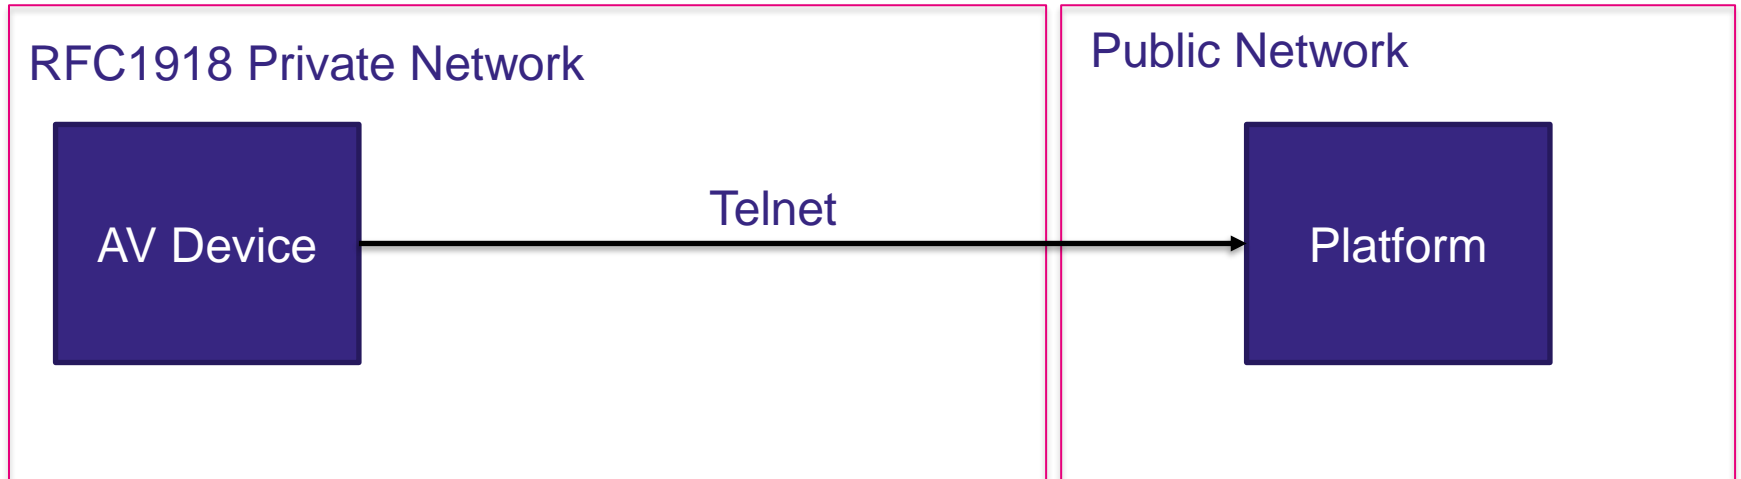 RFC1918 Private Network
Public Network
Telnet
AV Device
Platform